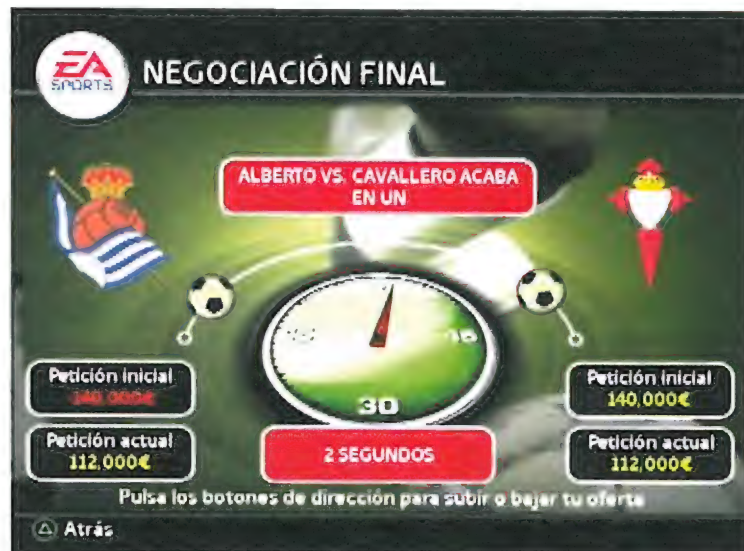 EA
SPORTS
NEGOCIACIÓN FINAL
ALBERTO VS. CAVALLERO ACABA
EN UN
30
Petición inicial
140,000€
Petición actual
112,000€
2 SEGUNDOS
Petición inicial
140,000€
Petición actual
112,000€
Pulsa los botones de dirección para subir o bajar tu oferta
Atrás